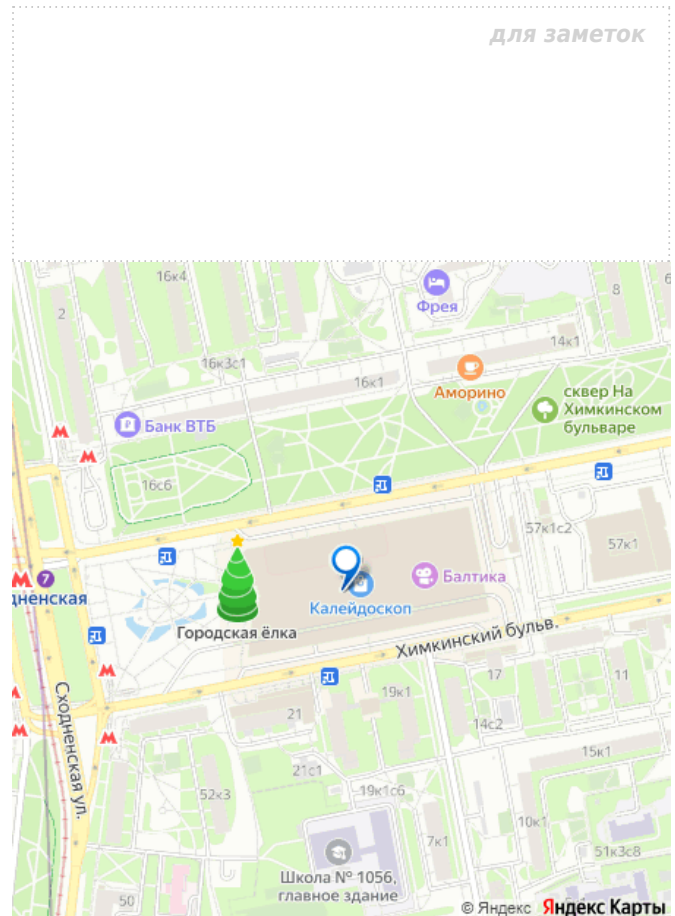 для заметок
16к4
2
Фрея
8
6
14к1
16к3с1
16к1
Аморино
сквер На
Химкинском
бульваре
Банк ВТБ
16с6
57к1с2
57к1
7
дненская
Балтика
Калейдоскоп
Городская ёлка
Химкинский бульв.
Сходненская ул.
17
11
19к1
21
14с2
15к1
21с1
52к3
19к1с6
10к1
7к1
51к3с8
Школа № 1056,
главное здание
50
© Яндекс Яндекс Карты